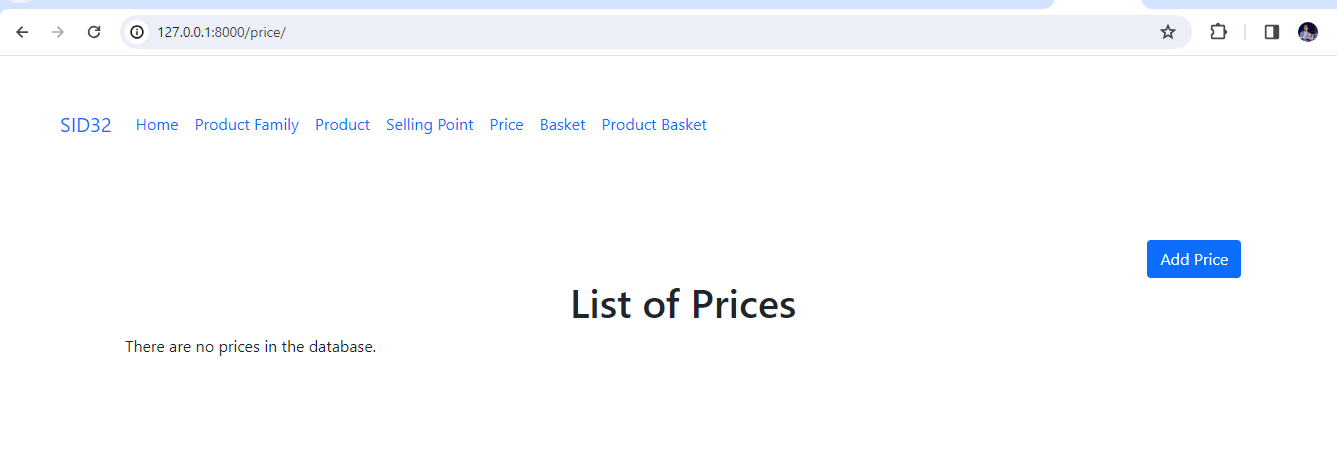 127.0.0.1:8000/price/
SID32 Home Product Family Product Selling Point Price Basket Product Basket
Add Price
List of Prices
There are no prices in the database.